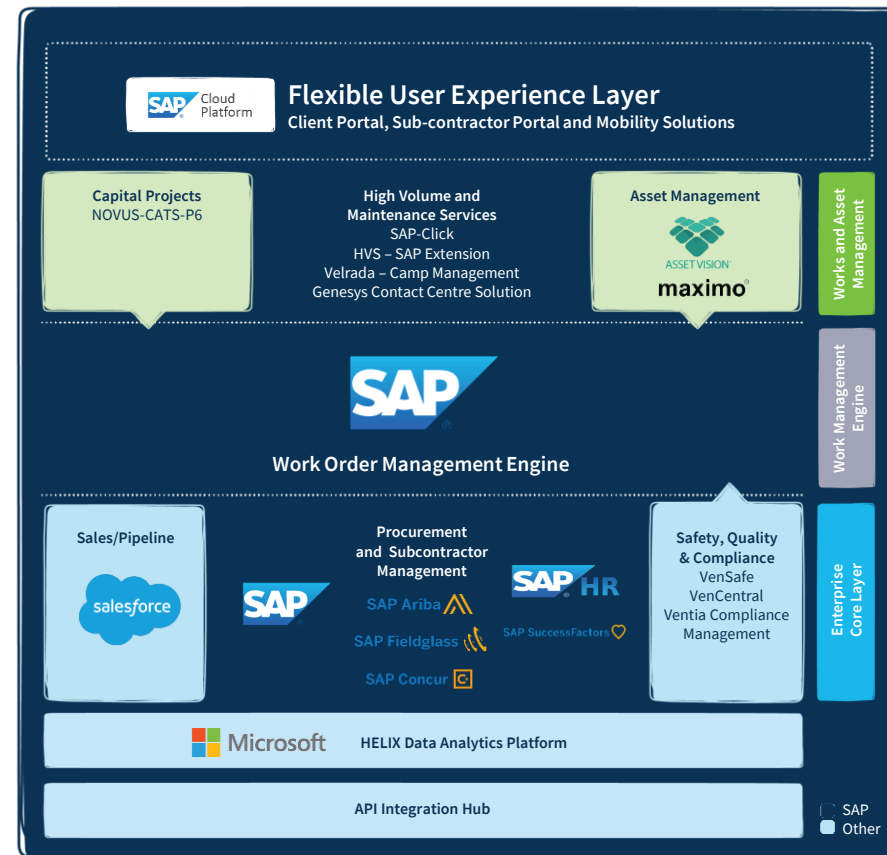 SAP Cloud
Platform
Flexible User Experience Layer
Client Portal, Sub-contractor Portal and Mobility Solutions
Capital Projects
NOVUS-CATS-P6
High Volume and
Maintenance Services
SAP-Click
HVS – SAP Extension
Velrada – Camp Management
Genesys Contact Centre Solution
Asset Management
ASSET VISION
maximo®
Works and Asset
Management
SAP®
Work Order Management Engine
Work Management
Engine
Sales/Pipeline
salesforce
SAP
Procurement
and Subcontractor
Management
SAP Ariba
SAP Fieldglass
SAP Concur
SAP HR
SAP SuccessFactors
Safety, Quality
& Compliance
VenSafe
VenCentral
Ventia Compliance
Management
Enterprise
Core Layer
Microsoft
HELIX Data Analytics Platform
API Integration Hub
SAP
Other